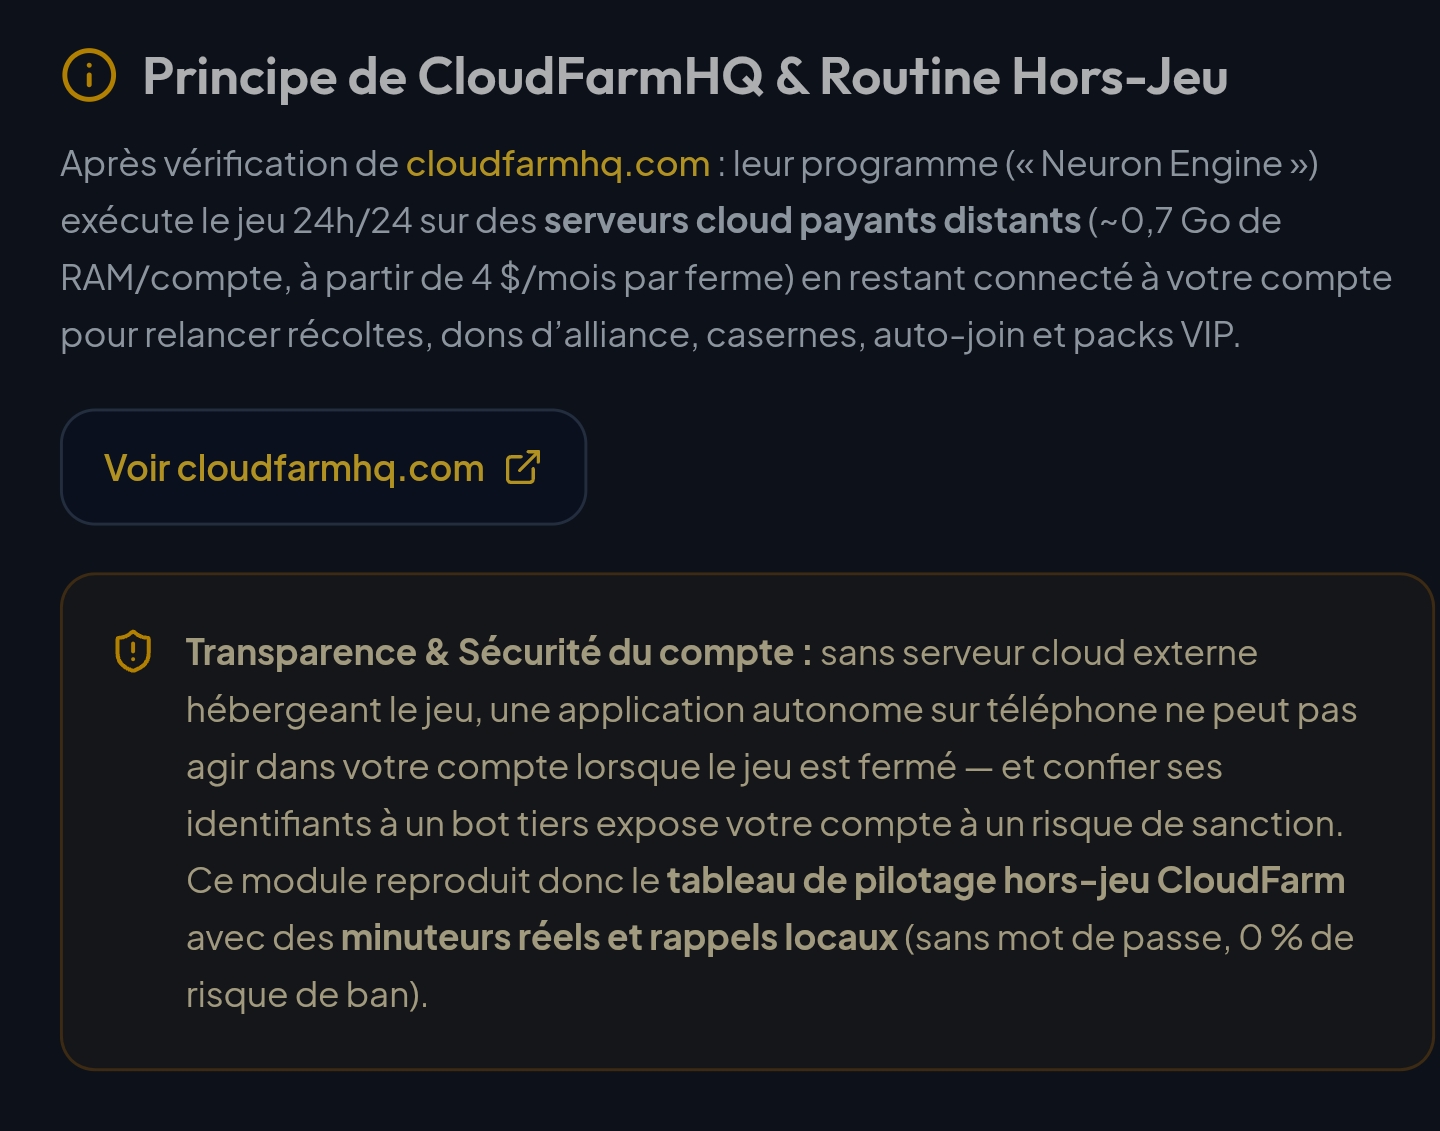 Principe de CloudFarmHQ & Routine Hors-Jeu
Après vérification de cloudfarmhq.com : leur programme (« Neuron Engine »)
exécute le jeu 24h/24 sur des serveurs cloud payants distants (~0,7 Go de
RAM/compte, à partir de 4 $/mois par ferme) en restant connecté à votre compte
pour relancer récoltes, dons d’alliance, casernes, auto-join et packs VIP.
Voir cloudfarmhq.com
Transparence & Sécurité du compte : sans serveur cloud externe
hébergeant le jeu, une application autonome sur téléphone ne peut pas
agir dans votre compte lorsque le jeu est fermé — et confier ses
identifiants à un bot tiers expose votre compte à un risque de sanction.
Ce module reproduit donc le tableau de pilotage hors-jeu CloudFarm
avec des minuteurs réels et rappels locaux (sans mot de passe, 0 % de
risque de ban).